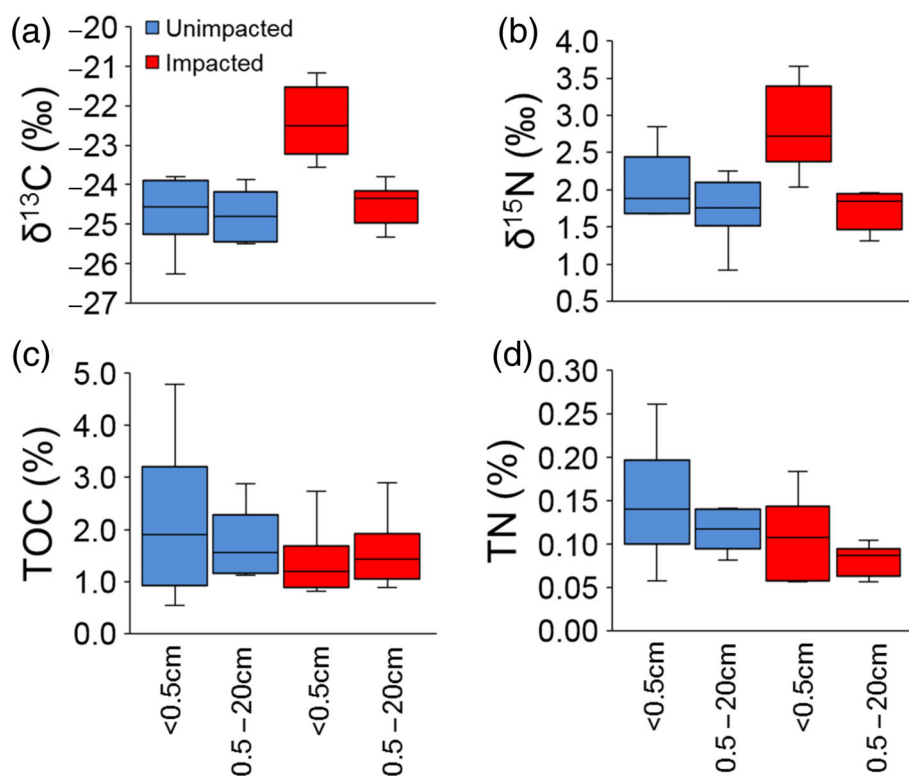 (a)
δ¹³C (‰)
−20
−21
−22
−23
−24
−25
−26
−27
Unimpacted
Impacted
(b)
δ¹⁵N (‰)
4.0
3.5
3.0
2.5
2.0
1.5
1.0
0.5
(c)
TOC (%)
5.0
4.0
3.0
2.0
1.0
0.0
<0.5cm
0.5 – 20cm
<0.5cm
0.5 – 20cm
(d)
TN (%)
0.30
0.25
0.20
0.15
0.10
0.05
0.00
<0.5cm
0.5 – 20cm
<0.5cm
0.5 – 20cm